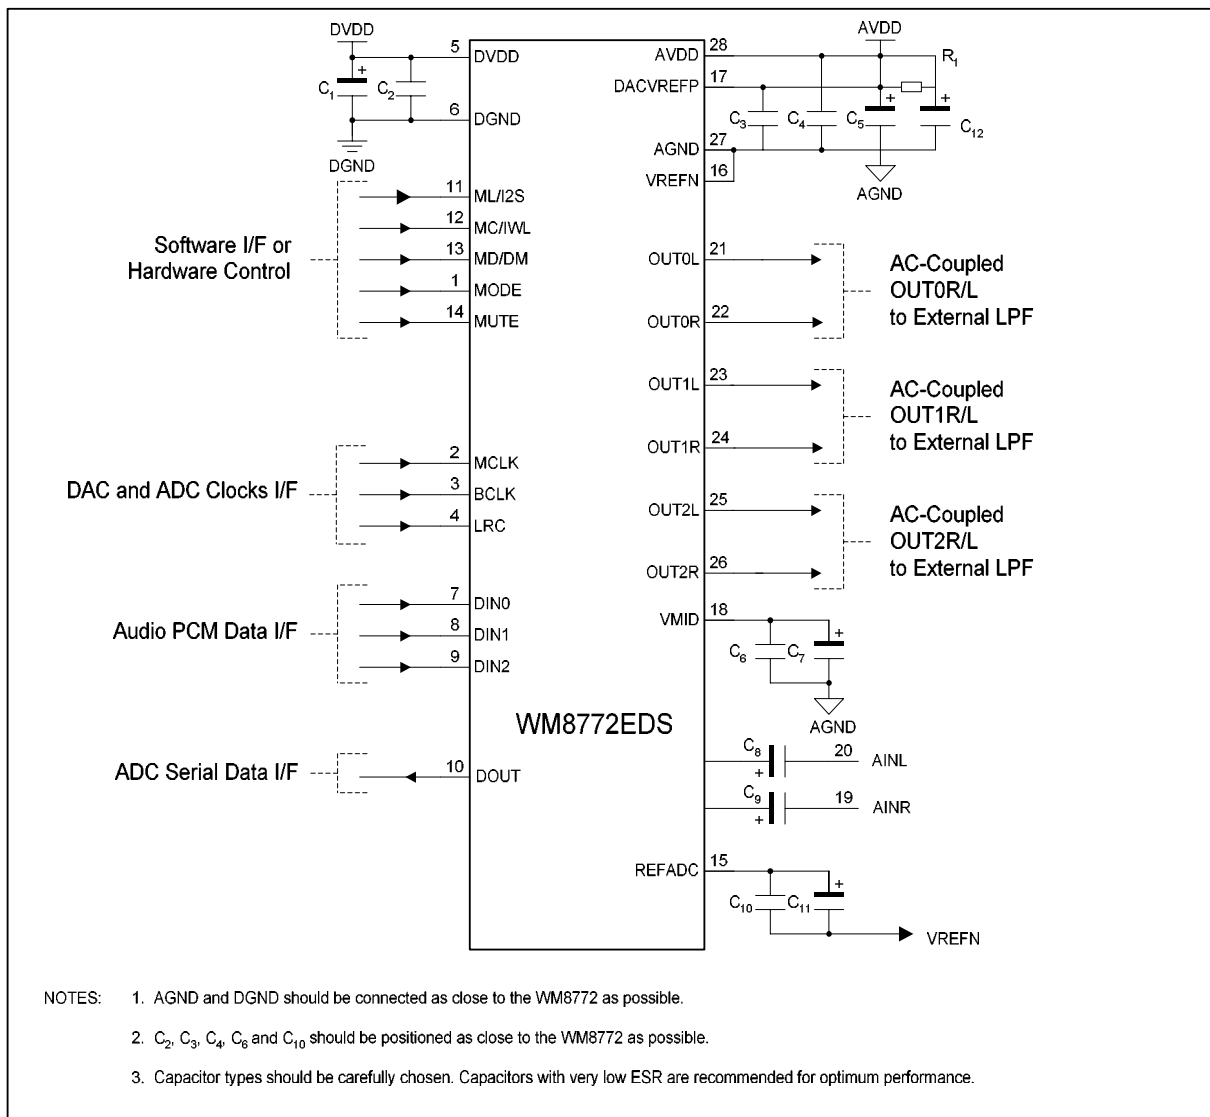 DVDD
5
DVDD
C1
+
C2
6
DGND
DGND
AVDD
28
AVDD
R1
17
DACVREFP
C3
C4
C5
+
+
C12
27
AGND
16
VREFN
AGND
Software I/F or
Hardware Control
11
ML/I2S
12
MC/IWL
13
MD/DM
1
MODE
14
MUTE
OUT0L
21
OUT0R
22
AC-Coupled
OUT0R/L
to External LPF
OUT1L
23
OUT1R
24
AC-Coupled
OUT1R/L
to External LPF
DAC and ADC Clocks I/F
2
MCLK
3
BCLK
4
LRC
OUT2L
25
OUT2R
26
AC-Coupled
OUT2R/L
to External LPF
Audio PCM Data I/F
7
DIN0
8
DIN1
9
DIN2
VMID
18
C6
C7
+
AGND
WM8772EDS
ADC Serial Data I/F
10
DOUT
C8
+
20
AINL
C9
+
19
AINR
REFADC
15
C10
C11
+
VREFN
NOTES: 1. AGND and DGND should be connected as close to the WM8772 as possible.
2. C2, C3, C4, C6 and C10 should be positioned as close to the WM8772 as possible.
3. Capacitor types should be carefully chosen. Capacitors with very low ESR are recommended for optimum performance.